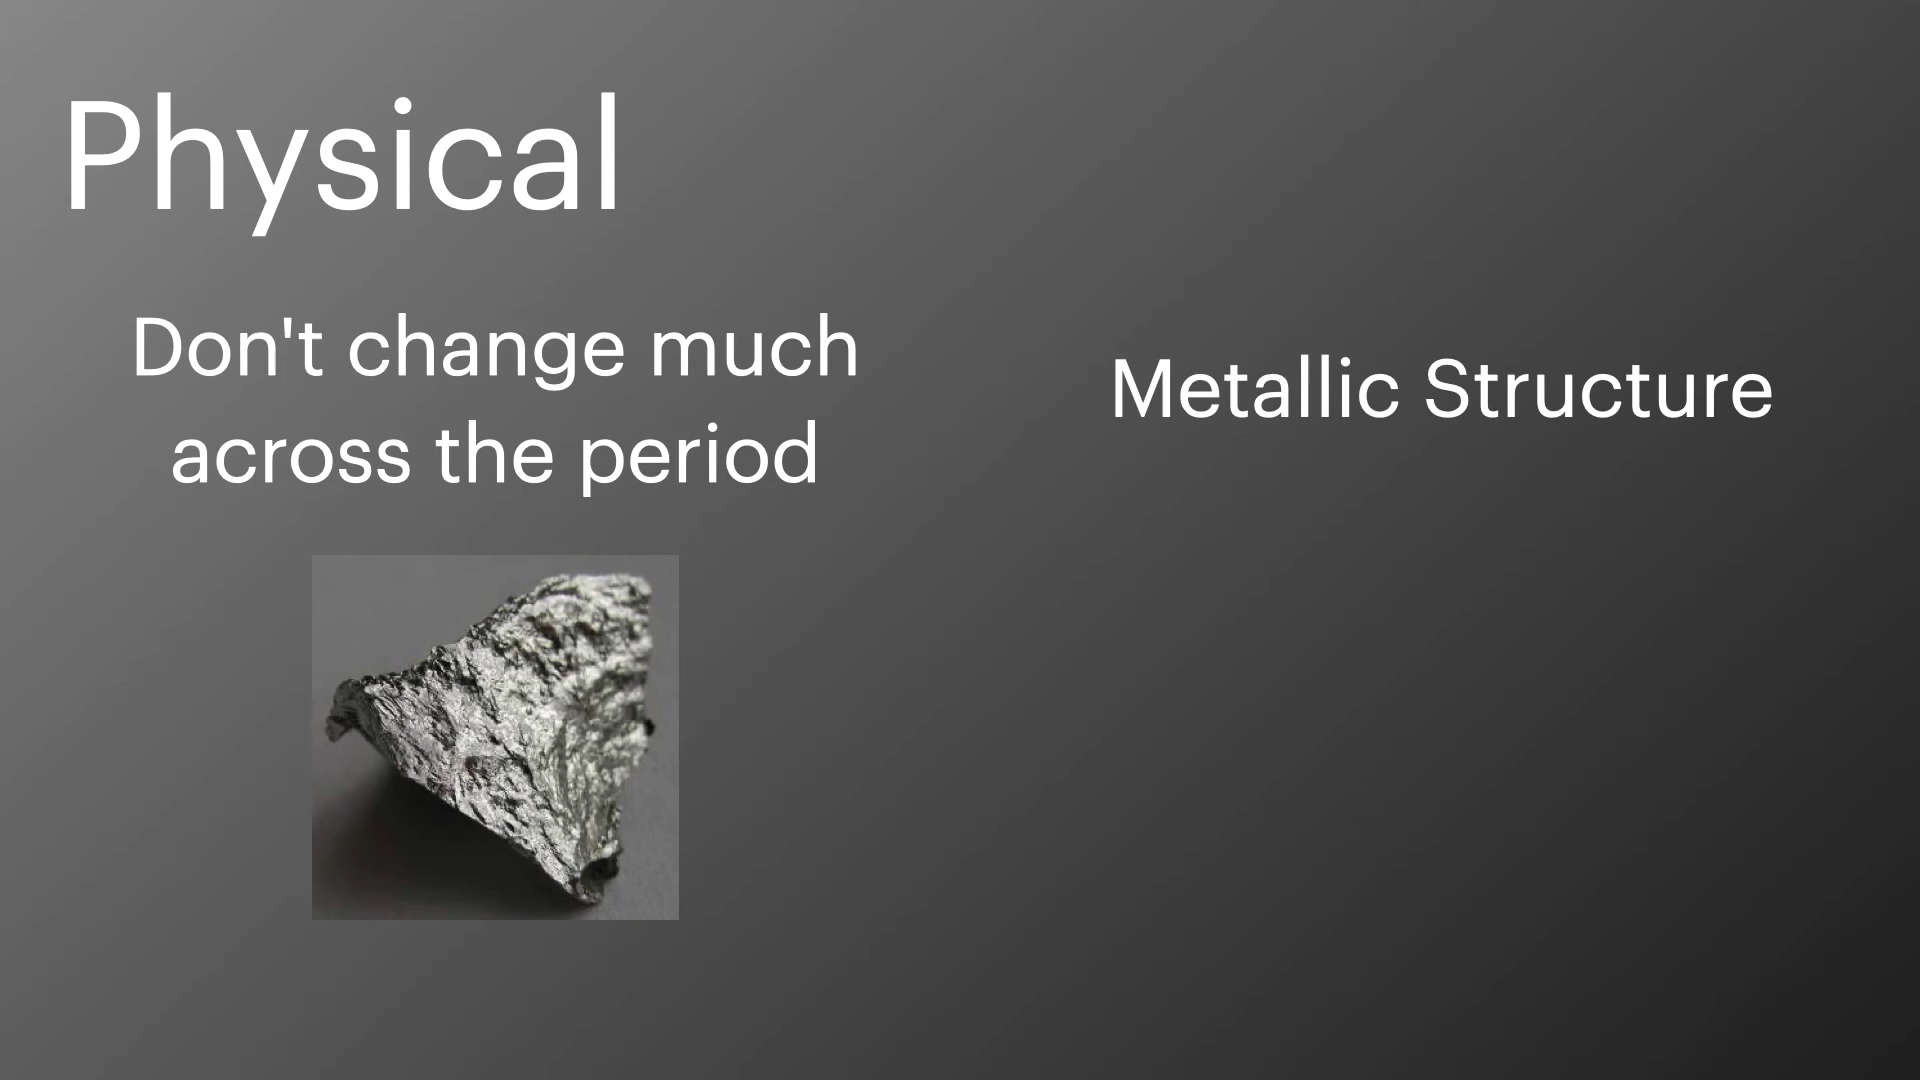 Physical
Don't change much
across the period
Metallic Structure